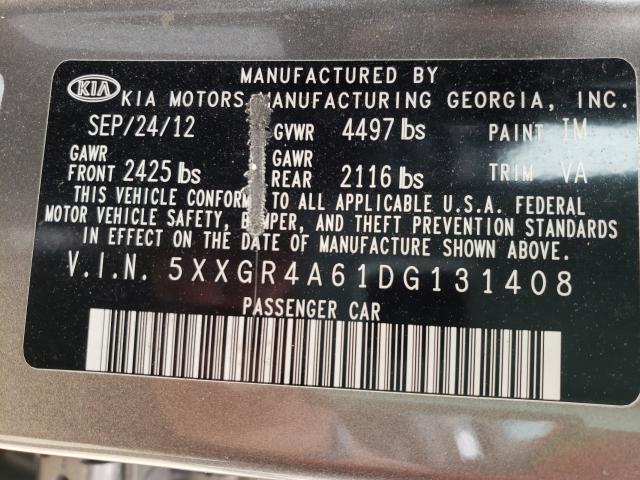 MANUFACTURED BY
KIA KIA MOTORS MANUFACTURING GEORGIA, INC.
SEP/24/12 GVWR 4497 lbs PAINT IM
GAWR FRONT 2425 lbs GAWR REAR 2116 lbs TRIM VA
THIS VEHICLE CONFORMS TO ALL APPLICABLE U.S.A. FEDERAL
MOTOR VEHICLE SAFETY, BUMPER, AND THEFT PREVENTION STANDARDS
IN EFFECT ON THE DATE OF MANUFACTURE SHOWN ABOVE.
V.I.N. 5XXGR4A61DG131408
PASSENGER CAR